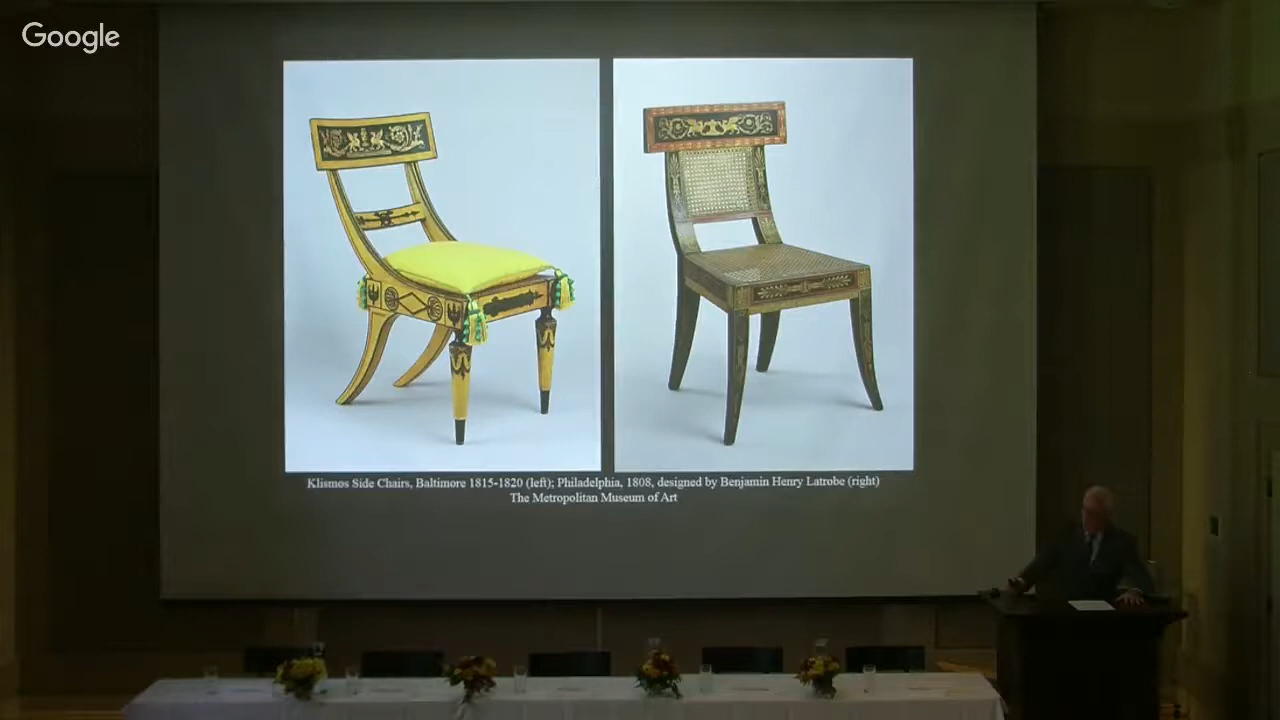 Google
Klismos Side Chairs, Baltimore 1815-1820 (left); Philadelphia, 1808, designed by Benjamin Henry Latrobe (right)
The Metropolitan Museum of Art